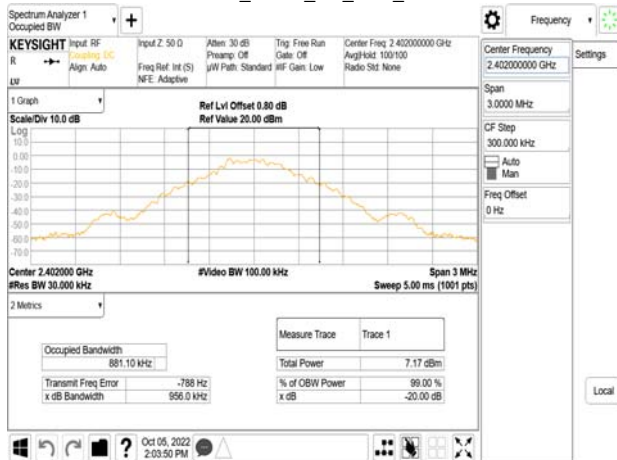 Spectrum Analyzer 1
Occupied BW
+
Frequency
KEYSIGHT
R
Input: RF
Coupling: DC
Align: Auto
Input Z: 50 Ω
Freq Ref: Int (S)
NFE: Adaptive
Atten: 30 dB
Preamp: Off
µW Path: Standard
Trig: Free Run
Gate: Off
#IF Gain: Low
Center Freq: 2.402000000 GHz
Avg|Hold: 100/100
Radio Std: None
Center Frequency
2.402000000 GHz
Settings
Span
3.0000 MHz
CF Step
300.000 kHz
Auto
Man
Freq Offset
0 Hz
1 Graph
Scale/Div 10.0 dB
Ref Lvl Offset 0.80 dB
Ref Value 20.00 dBm
Log
10.0
0.00
-10.0
-20.0
-30.0
-40.0
-50.0
-60.0
-70.0
Center 2.402000 GHz
#Res BW 30.000 kHz
#Video BW 100.00 kHz
Span 3 MHz
Sweep 5.00 ms (1001 pts)
2 Metrics
Measure Trace Trace 1
Occupied Bandwidth
881.10 kHz
Total Power 7.17 dBm
Transmit Freq Error -788 Hz
% of OBW Power 99.00 %
x dB Bandwidth 956.0 kHz
x dB -20.00 dB
Local
?
Oct 05, 2022
2:03:50 PM